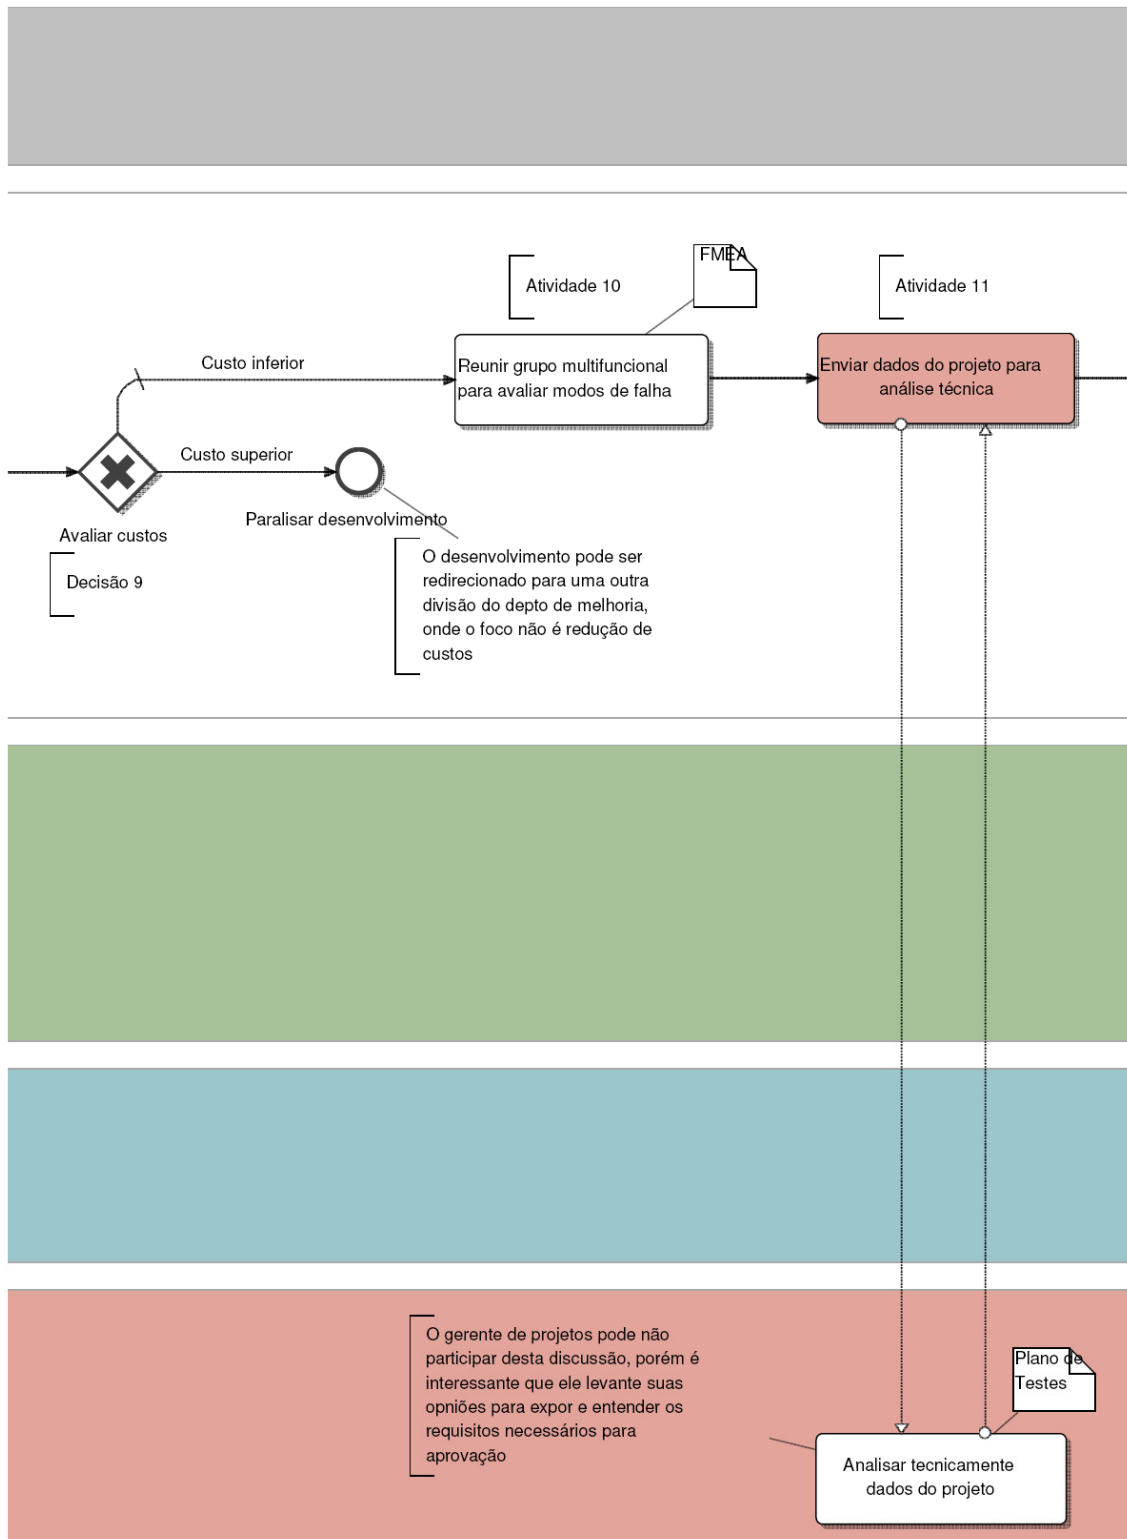 FMEA
Atividade 10
Atividade 11
Custo inferior
Reunir grupo multifuncional
para avaliar modos de falha
Enviar dados do projeto para
análise técnica
Custo superior
Paralisar desenvolvimento
Avaliar custos
Decisão 9
O desenvolvimento pode ser
redirecionado para uma outra
divisão do depto de melhoria,
onde o foco não é redução de
custos
O gerente de projetos pode não
participar desta discussão, porém é
interessante que ele levante suas
opniões para expor e entender os
requisitos necessários para
aprovação
Plano de
Testes
Analisar tecnicamente
dados do projeto